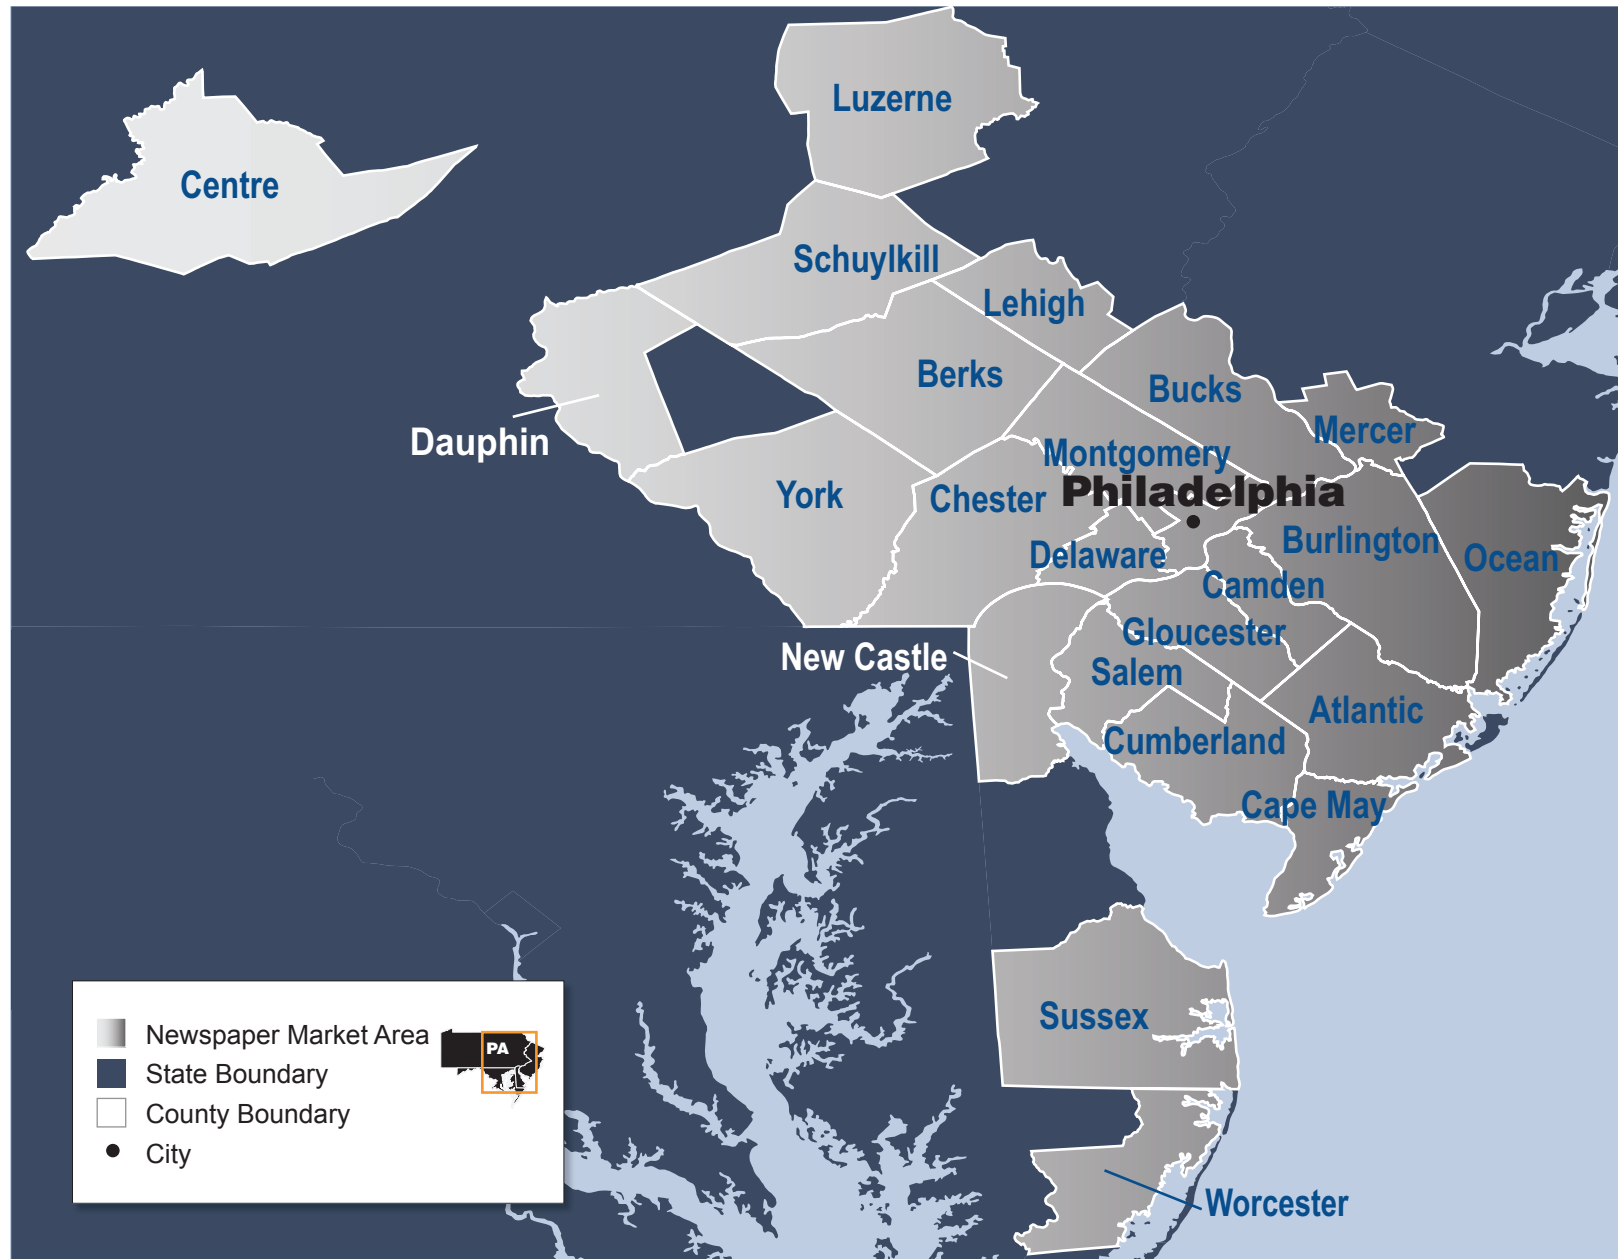 Luzerne
Centre
Schuylkill
Lehigh
Berks
Bucks
Mercer
Dauphin
Montgomery
York
Chester
Philadelphia
Delaware
Burlington
Ocean
Camden
Gloucester
New Castle
Salem
Atlantic
Cumberland
Cape May
Sussex
Worcester
Newspaper Market Area
PA
State Boundary
County Boundary
City